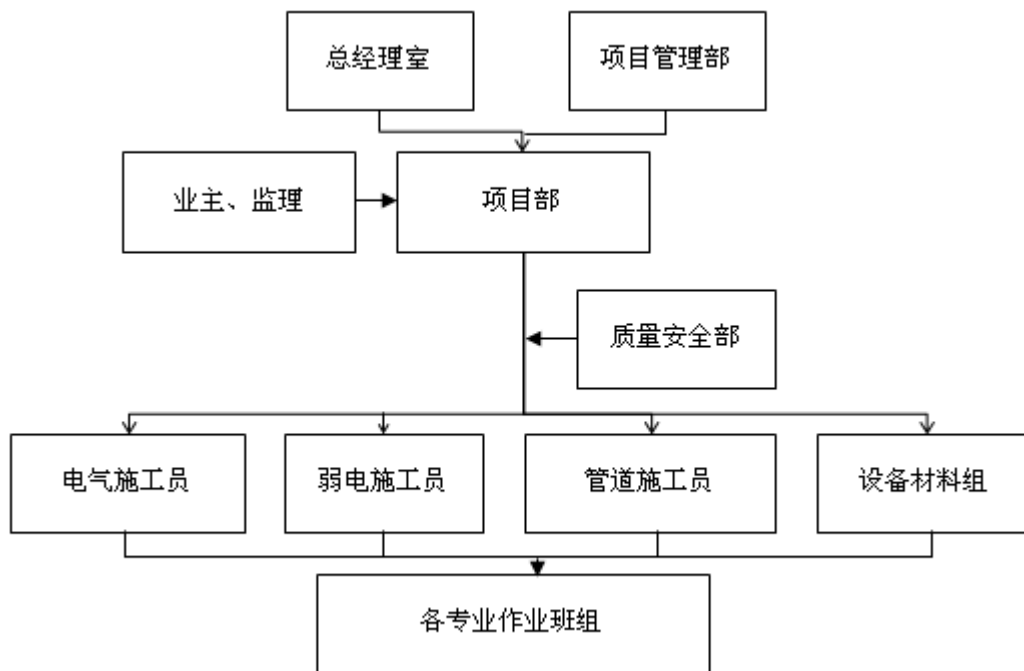 总经理室
项目管理部
业主、监理
项目部
质量安全部
电气施工员
弱电施工员
管道施工员
设备材料组
各专业作业班组